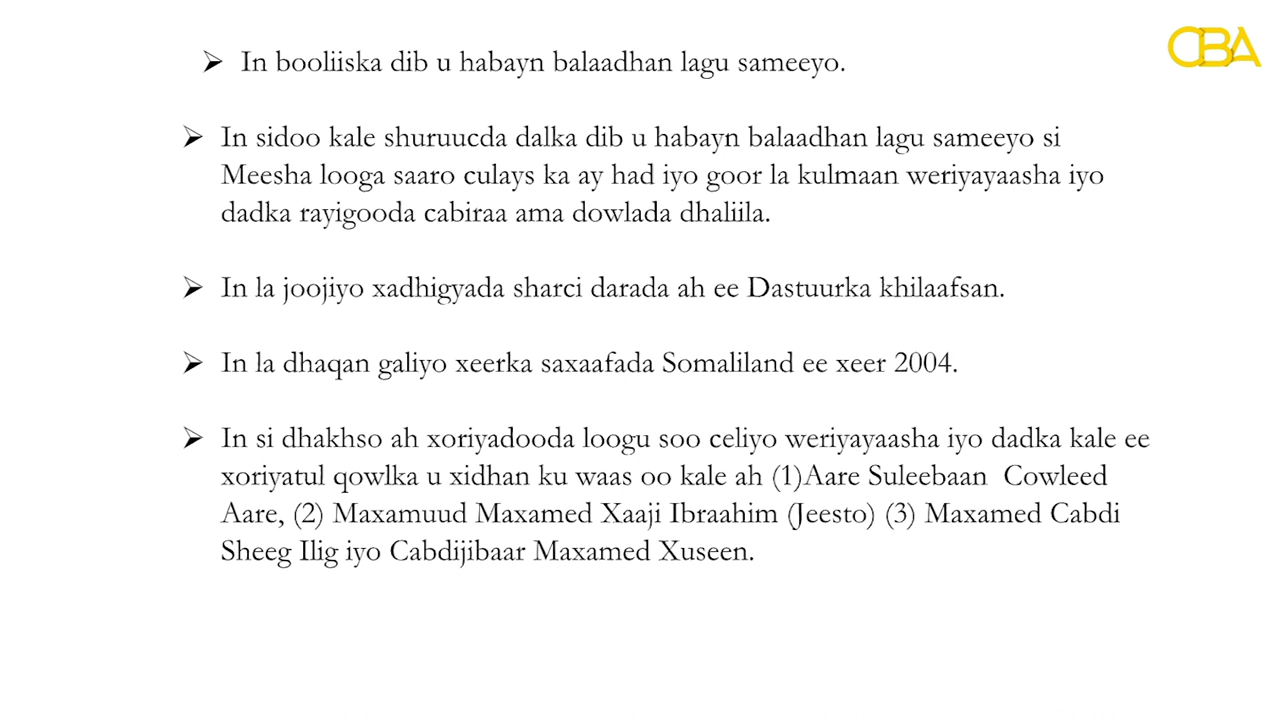 CBA
➢ In booliiska dib u habayn balaadhan lagu sameeyo.
➢ In sidoo kale shuruucda dalka dib u habayn balaadhan lagu sameeyo si
Meesha looga saaro culays ka ay had iyo goor la kulmaan weriyayaasha iyo
dadka rayigooda cabiraa ama dowlada dhaliila.
➢ In la joojiyo xadhigyada sharci darada ah ee Dastuurka khilaafsan.
➢ In la dhaqan galiyo xeerka saxaafada Somaliland ee xeer 2004.
➢ In si dhakhso ah xoriyadooda loogu soo celiyo weriyayaasha iyo dadka kale ee
xoriyatul qowlka u xidhan ku waas oo kale ah (1)Aare Suleebaan  Cowleed
Aare, (2) Maxamuud Maxamed Xaaji Ibraahim (Jeesto) (3) Maxamed Cabdi
Sheeg Ilig iyo Cabdijibaar Maxamed Xuseen.